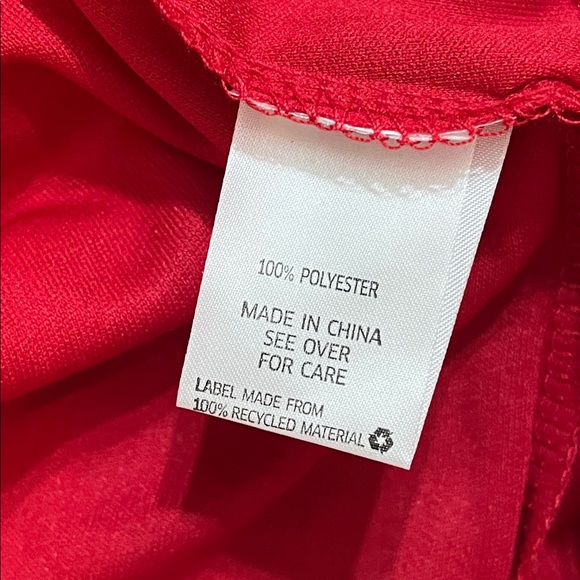 100% POLYESTER
MADE IN CHINA
SEE OVER
FOR CARE
LABEL MADE FROM
100% RECYCLED MATERIAL